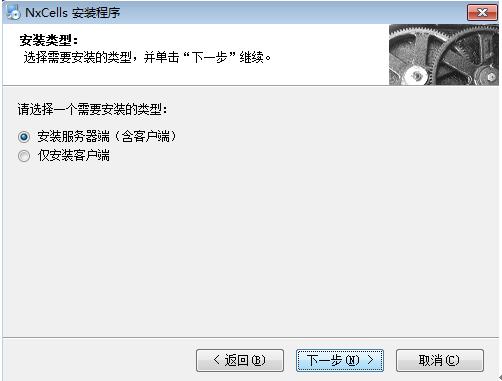 NxCells 安装程序
安装类型：
选择需要安装的类型，并单击“下一步”继续。
请选择一个需要安装的类型：
安装服务器端（含客户端）
仅安装客户端
< 返回(B)
下一步(N) >
取消(C)